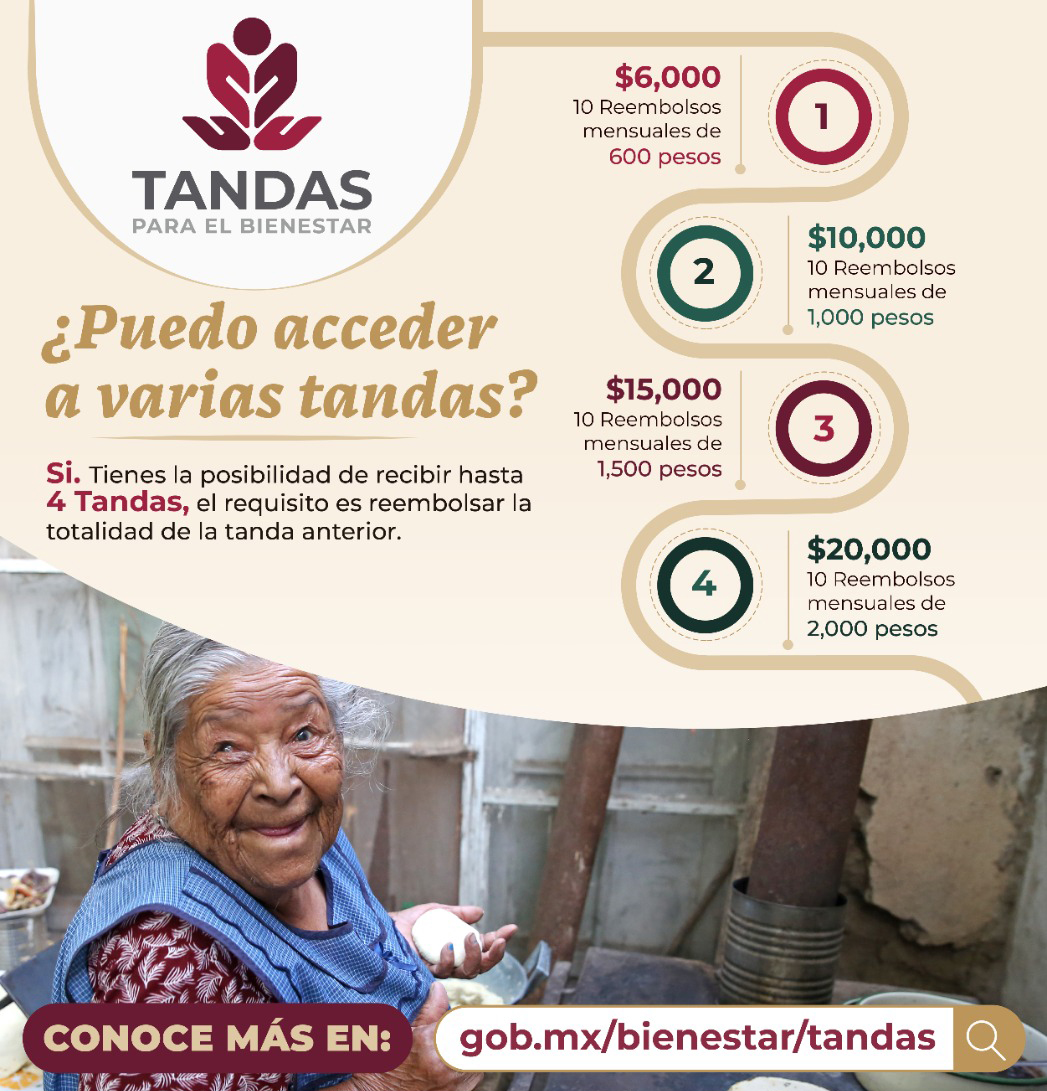 TANDAS
PARA EL BIENESTAR
¿Puedo acceder
a varias tandas?
Si. Tienes la posibilidad de recibir hasta
4 Tandas, el requisito es reembolsar la
totalidad de la tanda anterior.
$6,000
10 Reembolsos
mensuales de
600 pesos
1
2
$10,000
10 Reembolsos
mensuales de
1,000 pesos
$15,000
10 Reembolsos
mensuales de
1,500 pesos
3
4
$20,000
10 Reembolsos
mensuales de
2,000 pesos
CONOCE MÁS EN:
gob.mx/bienestar/tandas